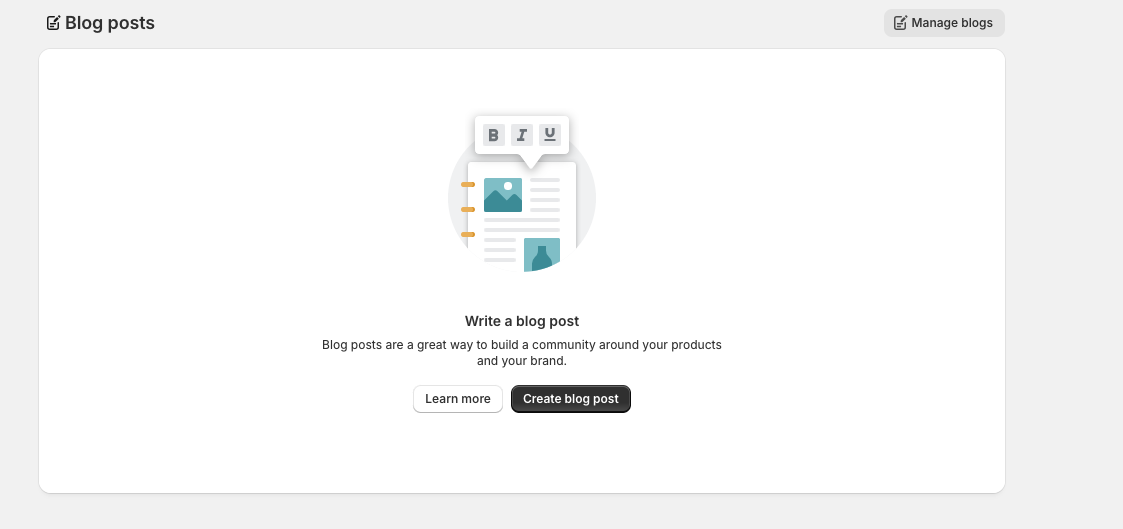 Blog posts
Manage blogs
B I U
Write a blog post
Blog posts are a great way to build a community around your products
and your brand.
Learn more
Create blog post